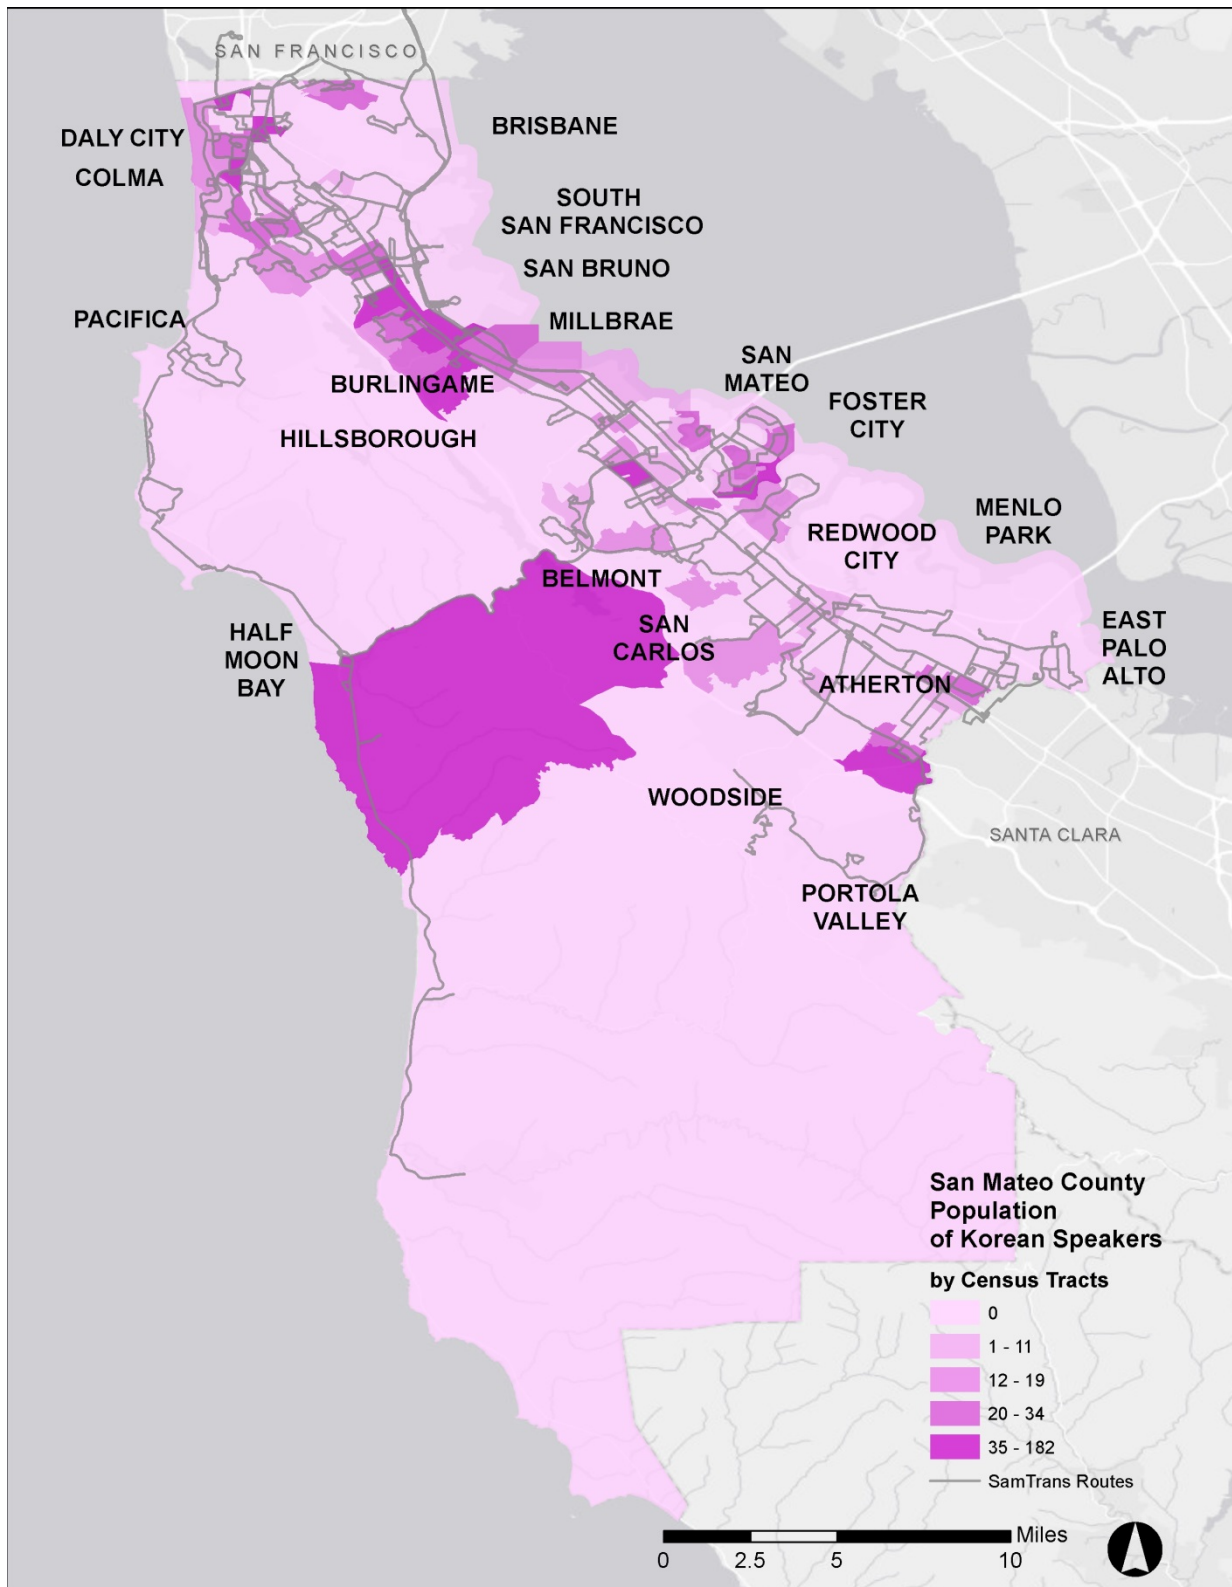 SAN FRANCISCO
BRISBANE
DALY CITY
COLMA
SOUTH
SAN FRANCISCO
SAN BRUNO
PACIFICA
MILLBRAE
SAN
MATEO
BURLINGAME
FOSTER
CITY
HILLSBOROUGH
MENLO
PARK
REDWOOD
CITY
BELMONT
HALF
MOON
BAY
SAN
CARLOS
EAST
PALO
ALTO
ATHERTON
WOODSIDE
SANTA CLARA
PORTOLA
VALLEY
San Mateo County
Population
of Korean Speakers
by Census Tracts
0
1 - 11
12 - 19
20 - 34
35 - 182
SamTrans Routes
Miles
0 2.5 5 10